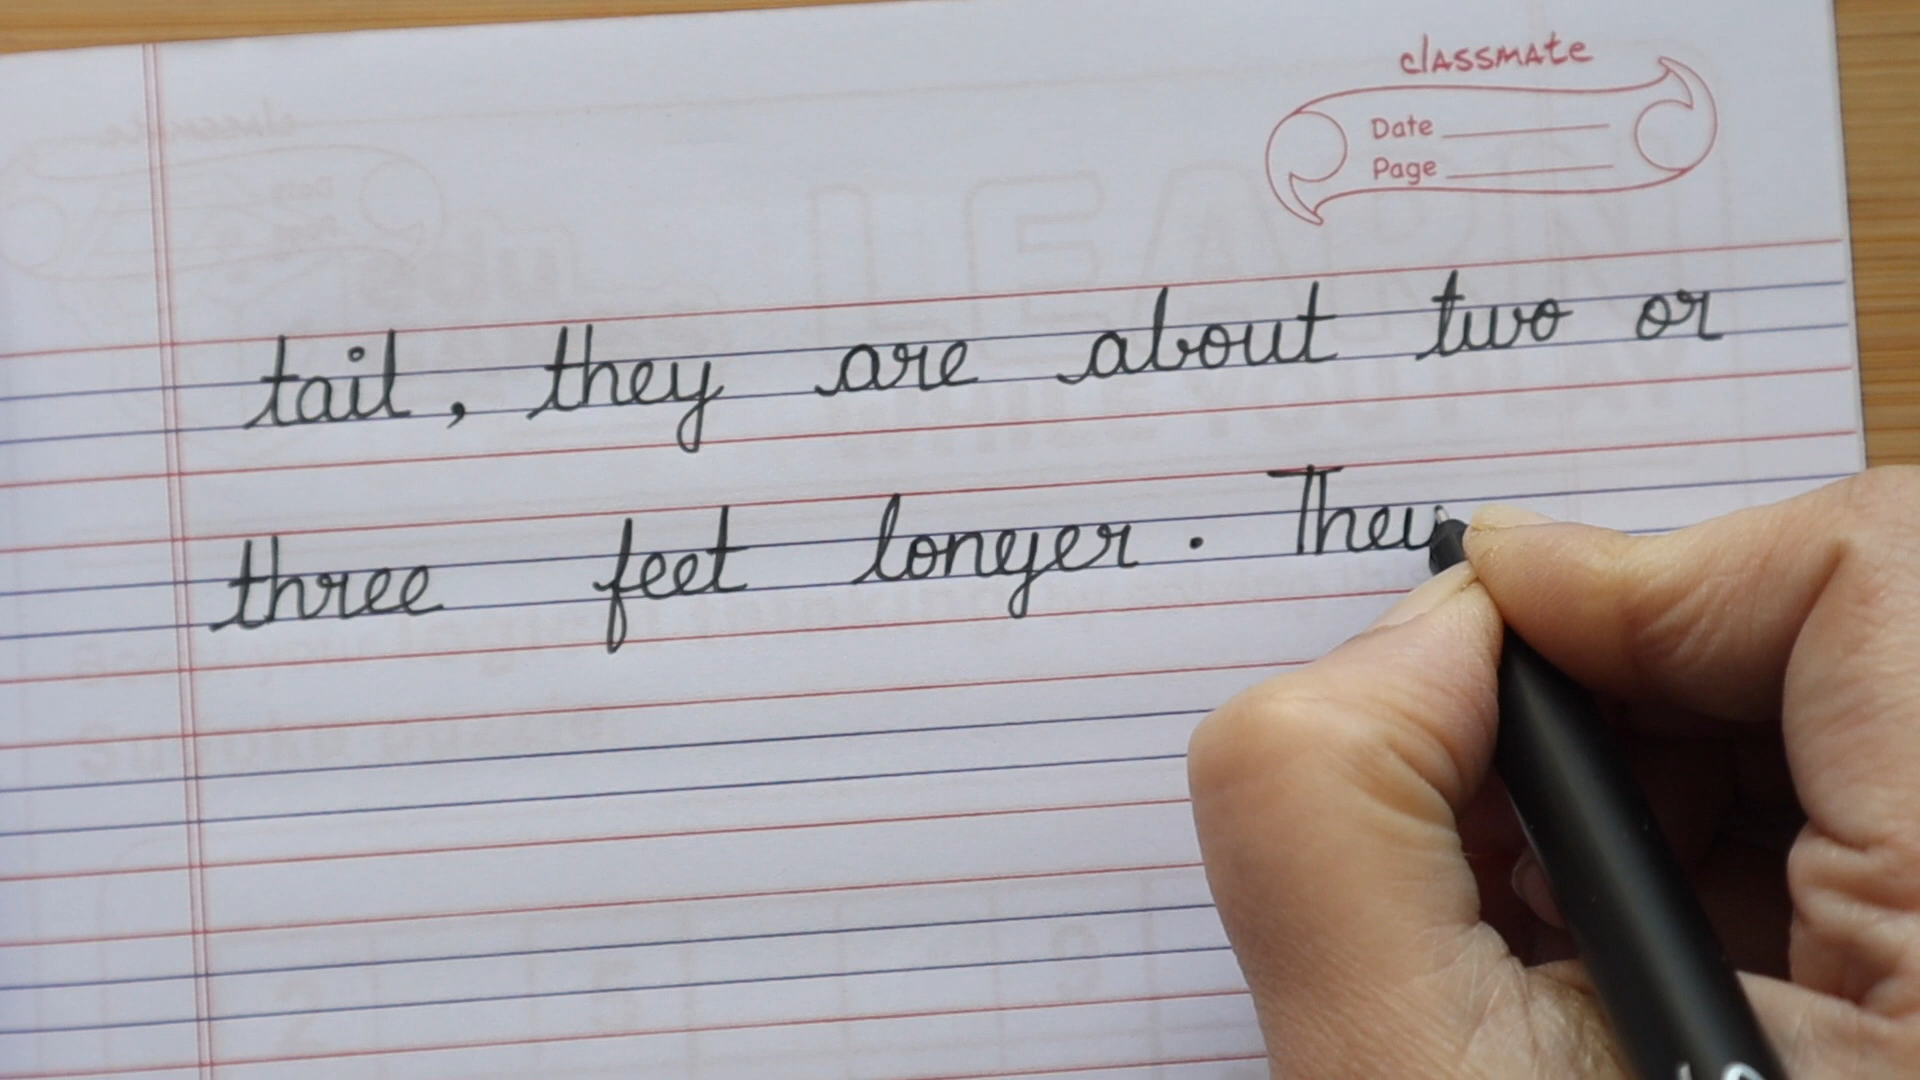 classmate
Date
Page
tail, they are about two or
three feet longer. They